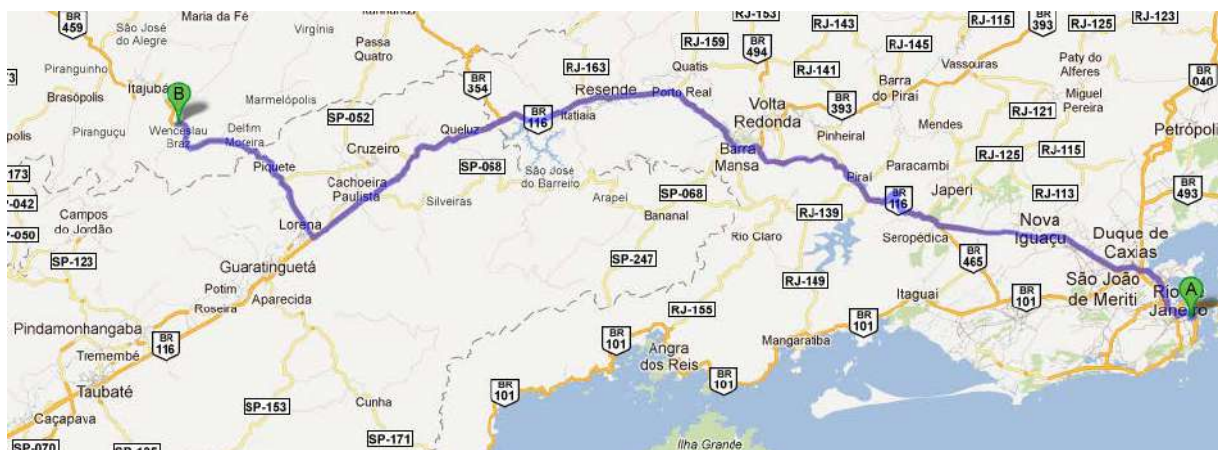 BR
459
Maria da Fé
Virgínia
São José
do Alegre
Passa
Quatro
RJ-153
RJ-143
RJ-115
BR
393
RJ-125
RJ-123
RJ-159
BR
494
RJ-145
Vassouras
Paty do
Alferes
BR
040
Piranguinho
Itajubá
B
Brasópolis
Marmelópolis
BR
354
RJ-163
Resende
Quatis
Porto Real
RJ-141
Barra
do Piraí
Miguel
Pereira
SP-052
BR
116
Itatiaia
Volta
Redonda
BR
393
RJ-121
Piranguçu
Wenceslau
Braz
Delfim
Moreira
Queluz
Pinheiral
Mendes
Petrópolis
Cruzeiro
Barra
Mansa
RJ-125
RJ-115
Piquete
SP-068
São José
do Barreiro
Paracambi
173
Cachoeira
Paulista
Piraí
Japeri
RJ-113
BR
493
SP-042
Silveiras
Arapei
SP-068
Bananal
BR
116
Campos
do Jordão
Lorena
RJ-139
Nova
Iguaçu
Duque de
Caxias
P-050
Rio Claro
Seropédica
SP-123
Guaratinguetá
SP-247
BR
465
Potim
Aparecida
RJ-149
São João
de Meriti
Rio
Janeiro
A
Roseira
Itaguaí
BR
101
RJ-155
Pindamonhangaba
BR
116
BR
101
Angra
dos Reis
Mangaratiba
BR
101
Tremembé
Taubaté
BR
101
BR
101
SP-153
Cunha
Caçapava
SP-171
SP-070
Ilha Grande